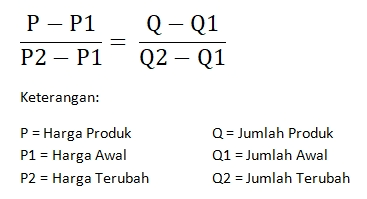 P − P1 / P2 − P1 = Q − Q1 / Q2 − Q1
Keterangan:
P = Harga Produk Q = Jumlah Produk
P1 = Harga Awal Q1 = Jumlah Awal
P2 = Harga Terubah Q2 = Jumlah Terubah